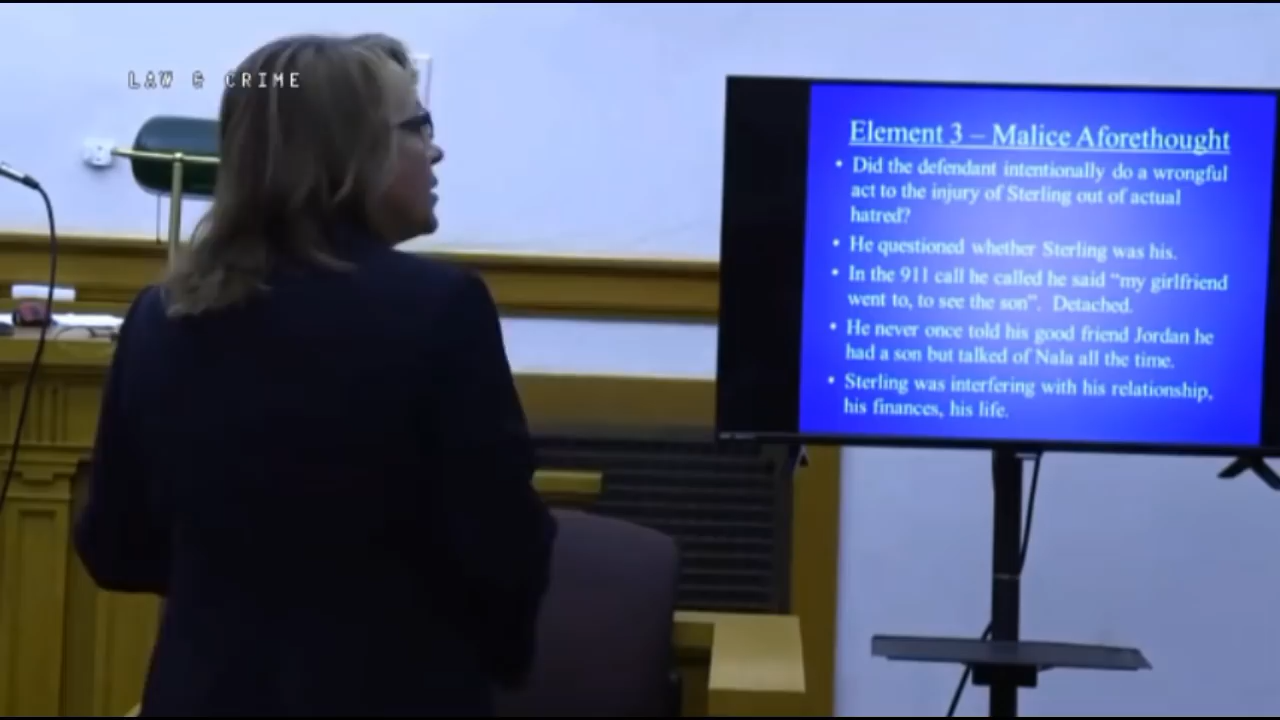 LAW & CRIME
Element 3 – Malice Aforethought
• Did the defendant intentionally do a wrongful
act to the injury of Sterling out of actual
hatred?
• He questioned whether Sterling was his.
• In the 911 call he called he said “my girlfriend
went to, to see the son”. Detached.
• He never once told his good friend Jordan he
had a son but talked of Nala all the time.
• Sterling was interfering with his relationship,
his finances, his life.